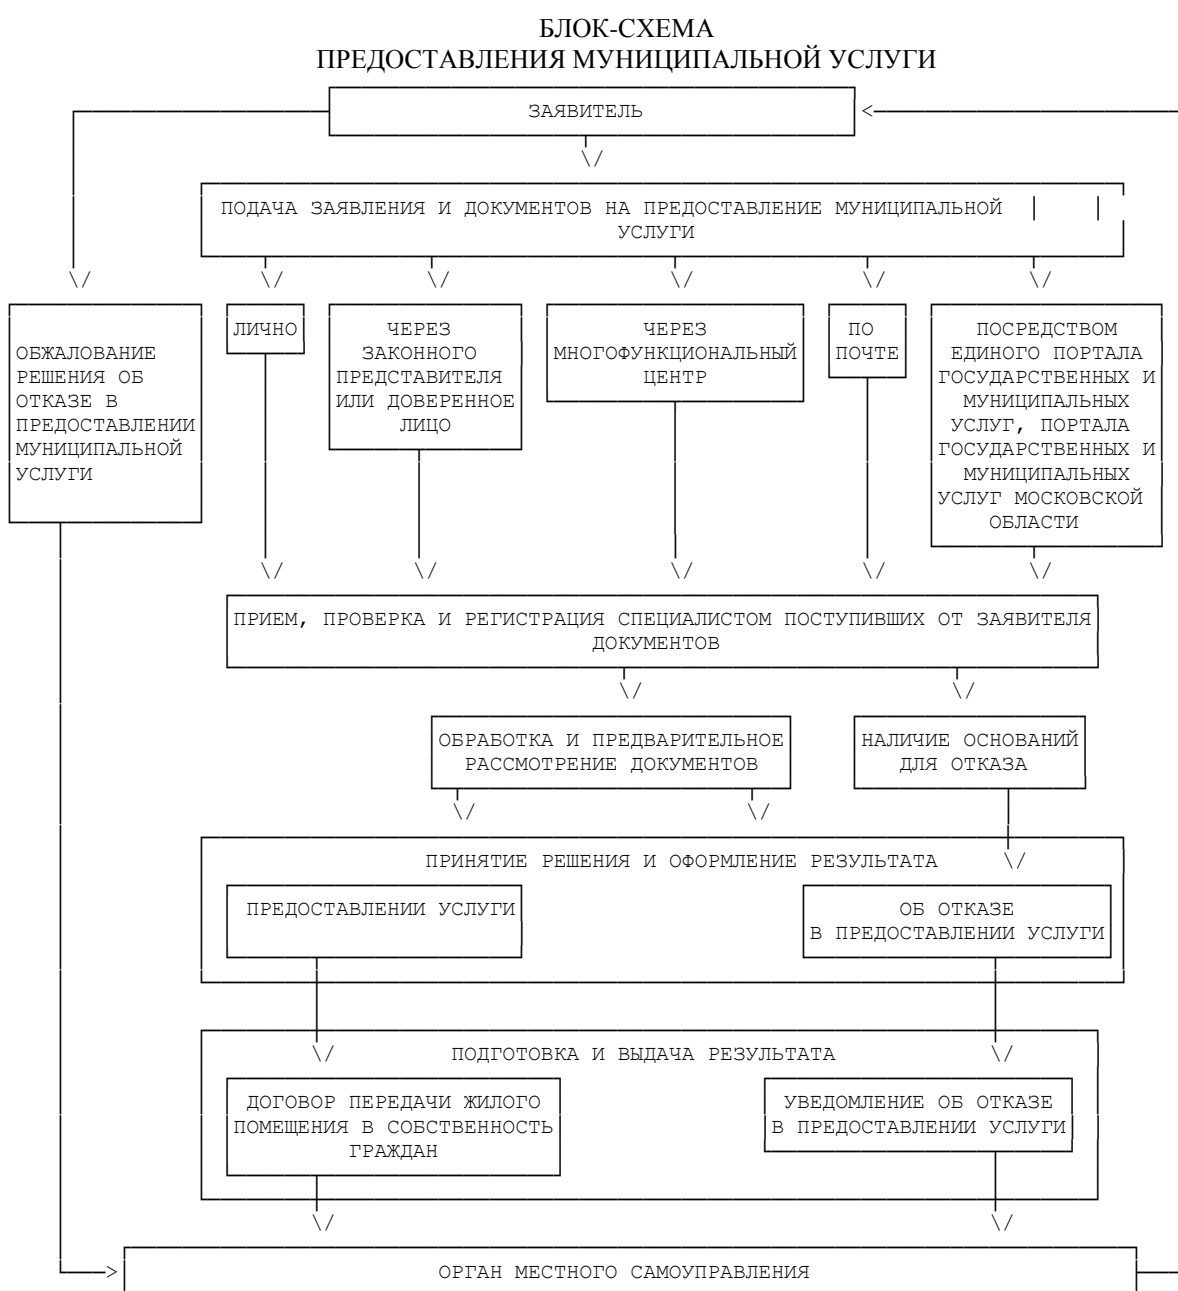 БЛОК-СХЕМА
ПРЕДОСТАВЛЕНИЯ МУНИЦИПАЛЬНОЙ УСЛУГИ
ЗАЯВИТЕЛЬ
ПОДАЧА ЗАЯВЛЕНИЯ И ДОКУМЕНТОВ НА ПРЕДОСТАВЛЕНИЕ МУНИЦИПАЛЬНОЙ
УСЛУГИ
ОБЖАЛОВАНИЕ
РЕШЕНИЯ ОБ
ОТКАЗЕ В
ПРЕДОСТАВЛЕНИИ
МУНИЦИПАЛЬНОЙ
УСЛУГИ
ЛИЧНО
ЧЕРЕЗ
ЗАКОННОГО
ПРЕДСТАВИТЕЛЯ
ИЛИ ДОВЕРЕННОЕ
ЛИЦО
ЧЕРЕЗ
МНОГОФУНКЦИОНАЛЬНЫЙ
ЦЕНТР
ПО
ПОЧТЕ
ПОСРЕДСТВОМ
ЕДИНОГО ПОРТАЛА
ГОСУДАРСТВЕННЫХ И
МУНИЦИПАЛЬНЫХ
УСЛУГ, ПОРТАЛА
ГОСУДАРСТВЕННЫХ И
МУНИЦИПАЛЬНЫХ
УСЛУГ МОСКОВСКОЙ
ОБЛАСТИ
ПРИЕМ, ПРОВЕРКА И РЕГИСТРАЦИЯ СПЕЦИАЛИСТОМ ПОСТУПИВШИХ ОТ ЗАЯВИТЕЛЯ
ДОКУМЕНТОВ
ОБРАБОТКА И ПРЕДВАРИТЕЛЬНОЕ
РАССМОТРЕНИЕ ДОКУМЕНТОВ
НАЛИЧИЕ ОСНОВАНИЙ
ДЛЯ ОТКАЗА
ПРИНЯТИЕ РЕШЕНИЯ И ОФОРМЛЕНИЕ РЕЗУЛЬТАТА
ПРЕДОСТАВЛЕНИИ УСЛУГИ
ОБ ОТКАЗЕ
В ПРЕДОСТАВЛЕНИИ УСЛУГИ
ПОДГОТОВКА И ВЫДАЧА РЕЗУЛЬТАТА
ДОГОВОР ПЕРЕДАЧИ ЖИЛОГО
ПОМЕЩЕНИЯ В СОБСТВЕННОСТЬ
ГРАЖДАН
УВЕДОМЛЕНИЕ ОБ ОТКАЗЕ
В ПРЕДОСТАВЛЕНИИ УСЛУГИ
ОРГАН МЕСТНОГО САМОУПРАВЛЕНИЯ